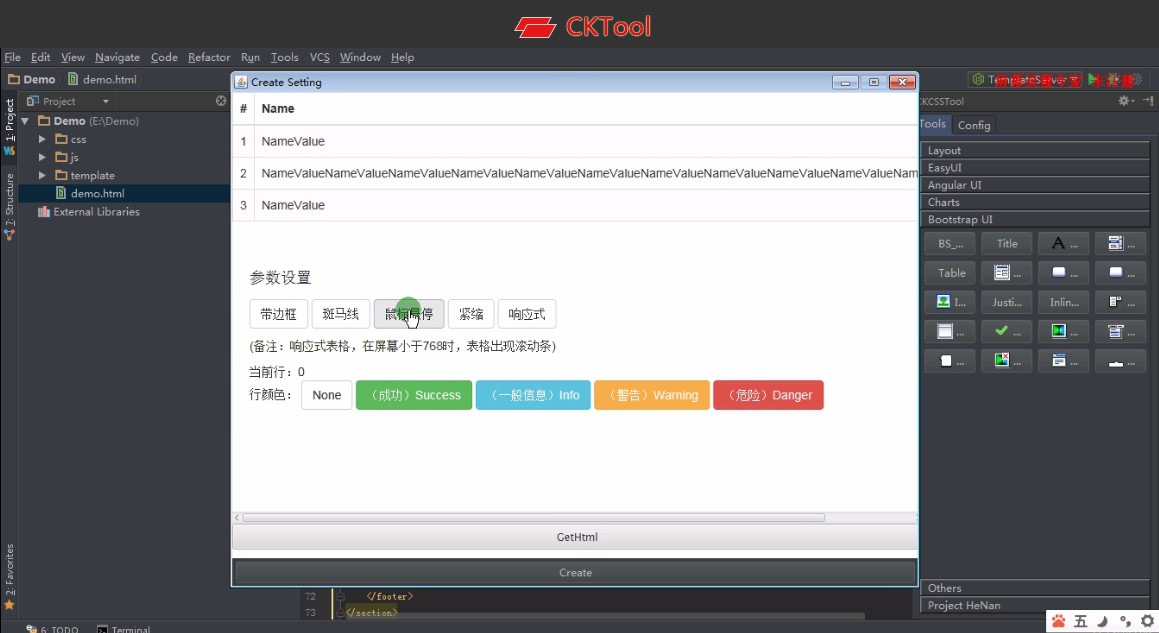 CKTool
File Edit View Navigate Code Refactor Run Tools VCS Window Help
Demo demo.html
Create Setting
1: Project
Project
CKCSSTool
Demo (E:\Demo)
css
js
template
demo.html
External Libraries
7: Structure
2: Favorites
# Name
1 NameValue
2 NameValueNameValueNameValueNameValueNameValueNameValueNameValueNameValueNameValueNameValueNam
3 NameValue
参数设置
带边框 斑马线 鼠标悬停 紧缩 响应式
(备注：响应式表格，在屏幕小于768时，表格出现滚动条)
当前行：0
行颜色： None （成功）Success （一般信息）Info （警告）Warning （危险）Danger
GetHtml
Create
Tools Config
Layout
EasyUI
Angular UI
Charts
Bootstrap UI
BS_... Title A ... ...
Table ... ... ...
I... Justi... Inlin... ...
... ... ... ...
... ... ... ...
Others
Project HeNan
72 </footer>
73 </section>
6: TODO Terminal
五